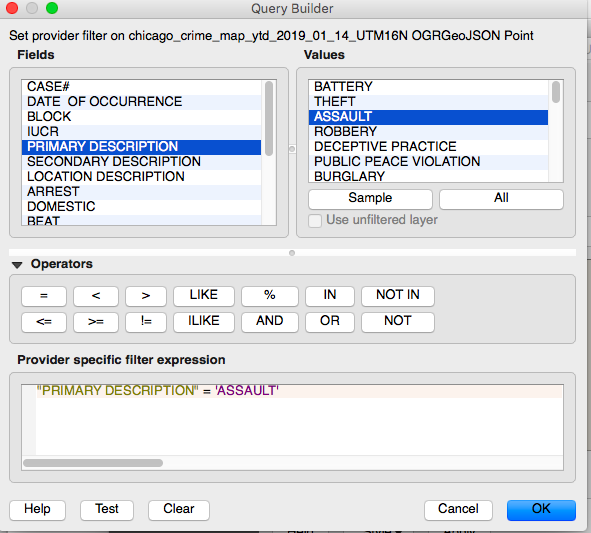 Query Builder
Set provider filter on chicago_crime_map_ytd_2019_01_14_UTM16N OGRGeoJSON Point
Fields
Values
CASE#
DATE  OF OCCURRENCE
BLOCK
IUCR
PRIMARY DESCRIPTION
SECONDARY DESCRIPTION
LOCATION DESCRIPTION
ARREST
DOMESTIC
BEAT
BATTERY
THEFT
ASSAULT
ROBBERY
DECEPTIVE PRACTICE
PUBLIC PEACE VIOLATION
BURGLARY
Sample
All
Use unfiltered layer
Operators
= < > LIKE % IN NOT IN
<= >= != ILIKE AND OR NOT
Provider specific filter expression
"PRIMARY DESCRIPTION" = 'ASSAULT'
Help Test Clear Cancel OK